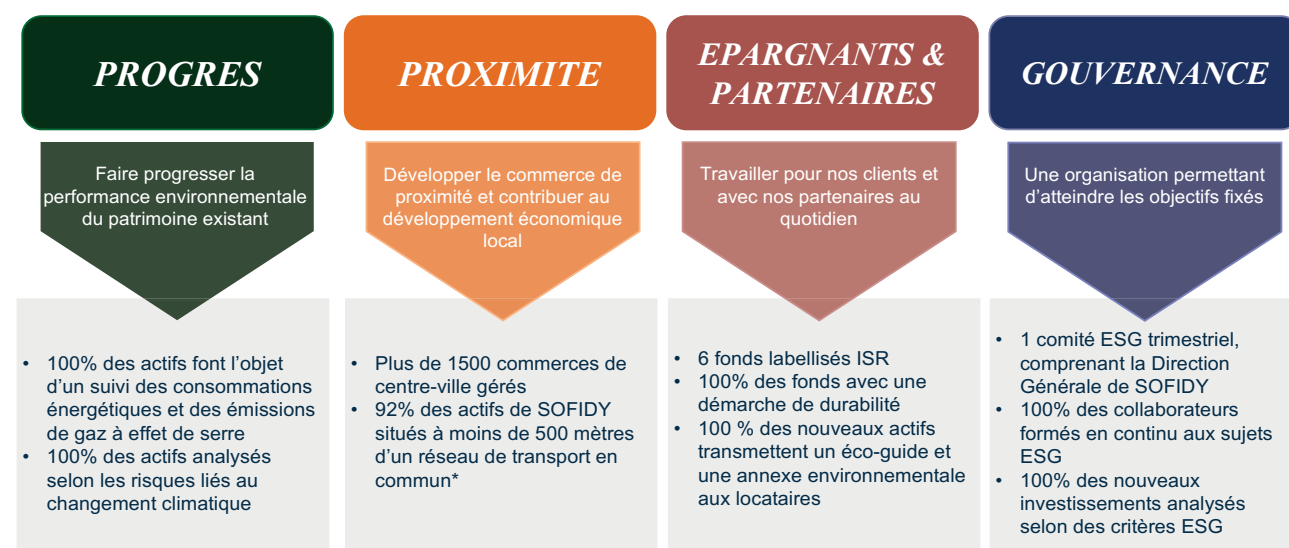 PROGRES
Faire progresser la
performance environnementale
du patrimoine existant
• 100% des actifs font l’objet
d’un suivi des consommations
énergétiques et des émissions
de gaz à effet de serre
• 100% des actifs analysés
selon les risques liés au
changement climatique
PROXIMITE
Développer le commerce de
proximité et contribuer au
développement économique
local
• Plus de 1500 commerces de
centre-ville gérés
• 92% des actifs de SOFIDY
situés à moins de 500 mètres
d’un réseau de transport en
commun*
EPARGNANTS &
PARTENAIRES
Travailler pour nos clients et
avec nos partenaires au
quotidien
• 6 fonds labellisés ISR
• 100% des fonds avec une
démarche de durabilité
• 100 % des nouveaux actifs
transmettent un éco-guide et
une annexe environnementale
aux locataires
GOUVERNANCE
Une organisation permettant
d’atteindre les objectifs fixés
• 1 comité ESG trimestriel,
comprenant la Direction
Générale de SOFIDY
• 100% des collaborateurs
formés en continu aux sujets
ESG
• 100% des nouveaux
investissements analysés
selon des critères ESG